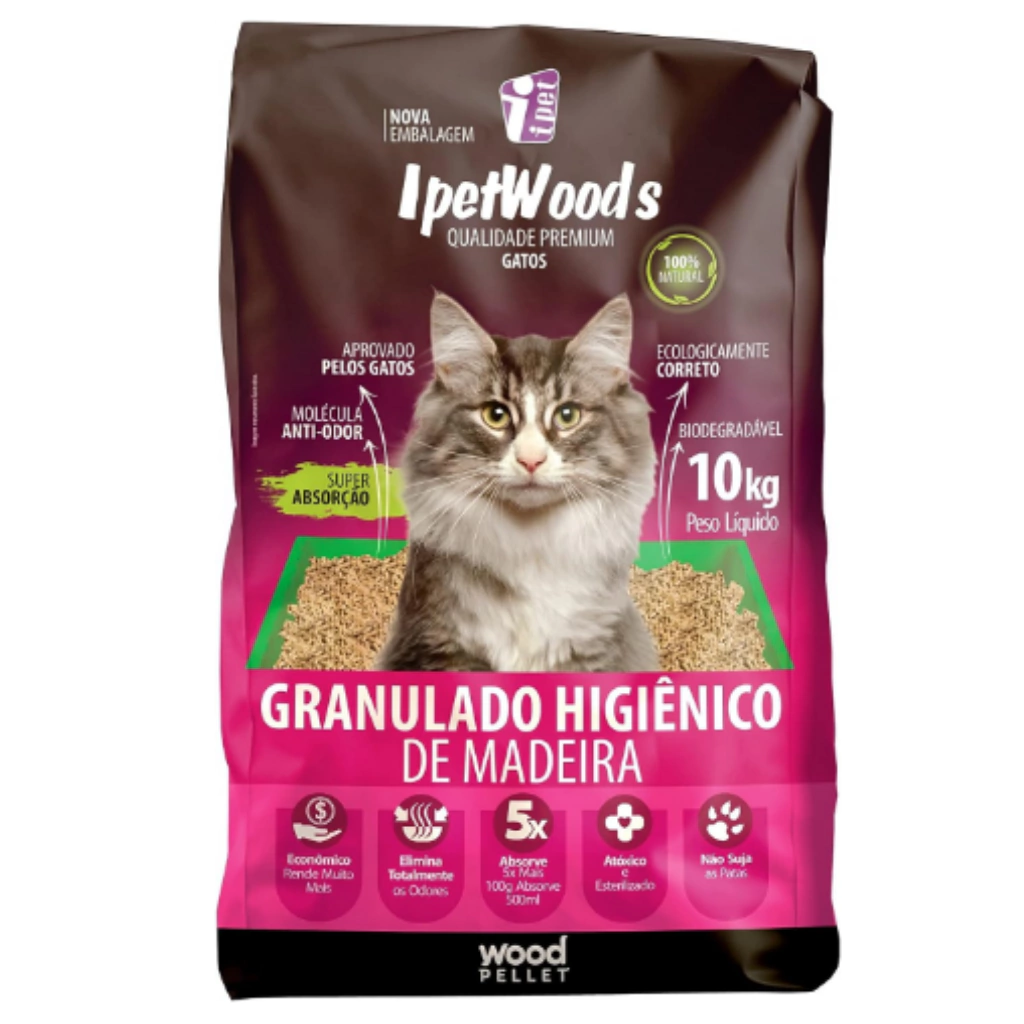 NOVA
EMBALAGEM
ipet
IpetWoods
QUALIDADE PREMIUM
GATOS
100%
NATURAL
APROVADO
PELOS GATOS
MOLÉCULA
ANTI-ODOR
SUPER
ABSORÇÃO
ECOLOGICAMENTE
CORRETO
BIODEGRADÁVEL
10kg
Peso Líquido
GRANULADO HIGIÊNICO
DE MADEIRA
$
Econômico
Rende Muito
Mais
Elimina
Totalmente
os Odores
5x
Absorve
5x Mais
100g Absorve
500ml
Atóxico
e
Esterilizado
Não Suja
as Patas
wood
PELLET